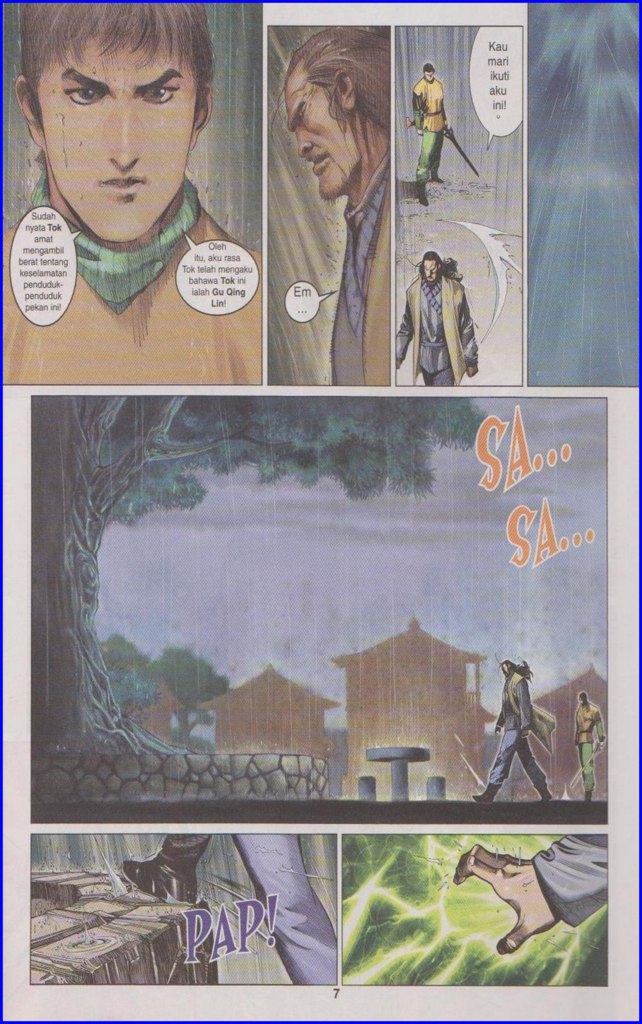 Sudah
nyata Tok
amat
mengambil
berat tentang
keselamatan
penduduk-
penduduk
pekan ini!
Oleh
itu, aku rasa
Tok telah mengaku
bahawa Tok ini
ialah Gu Qing
Lin!
Em
...
Kau
mari
ikuti
aku
ini!
SA...
SA...
PAP!
7